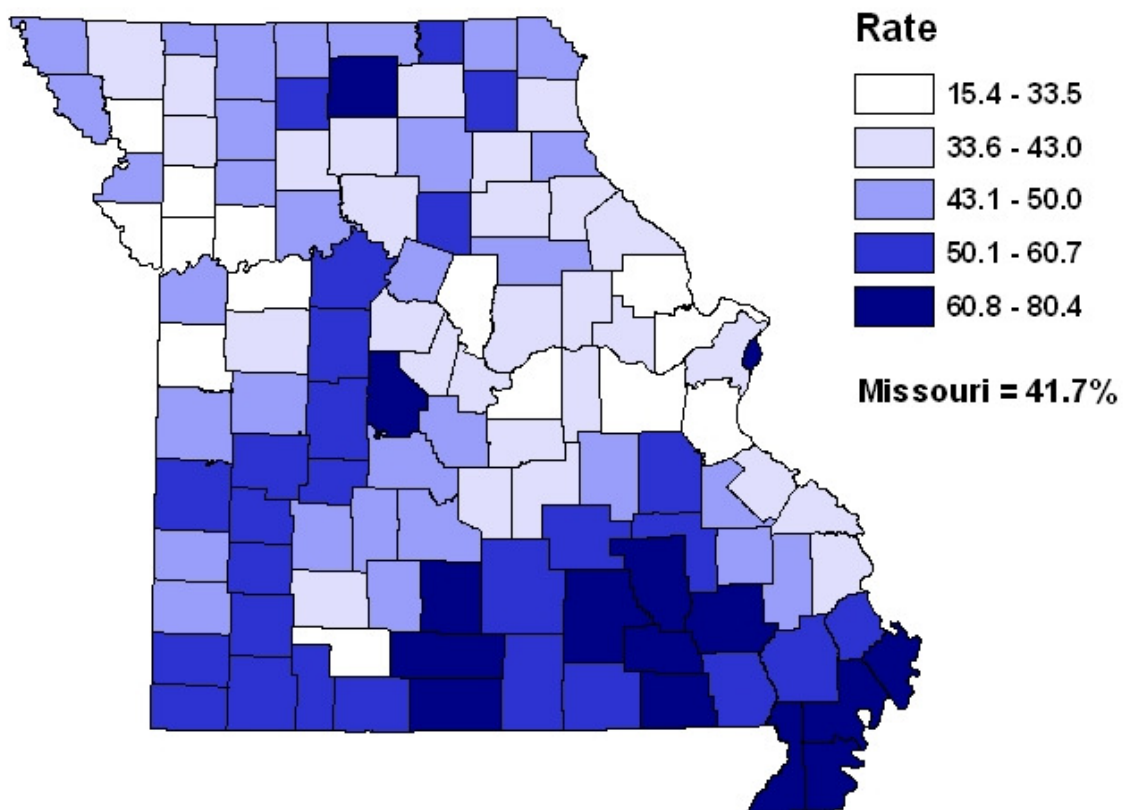 Rate
15.4 - 33.5
33.6 - 43.0
43.1 - 50.0
50.1 - 60.7
60.8 - 80.4
Missouri = 41.7%